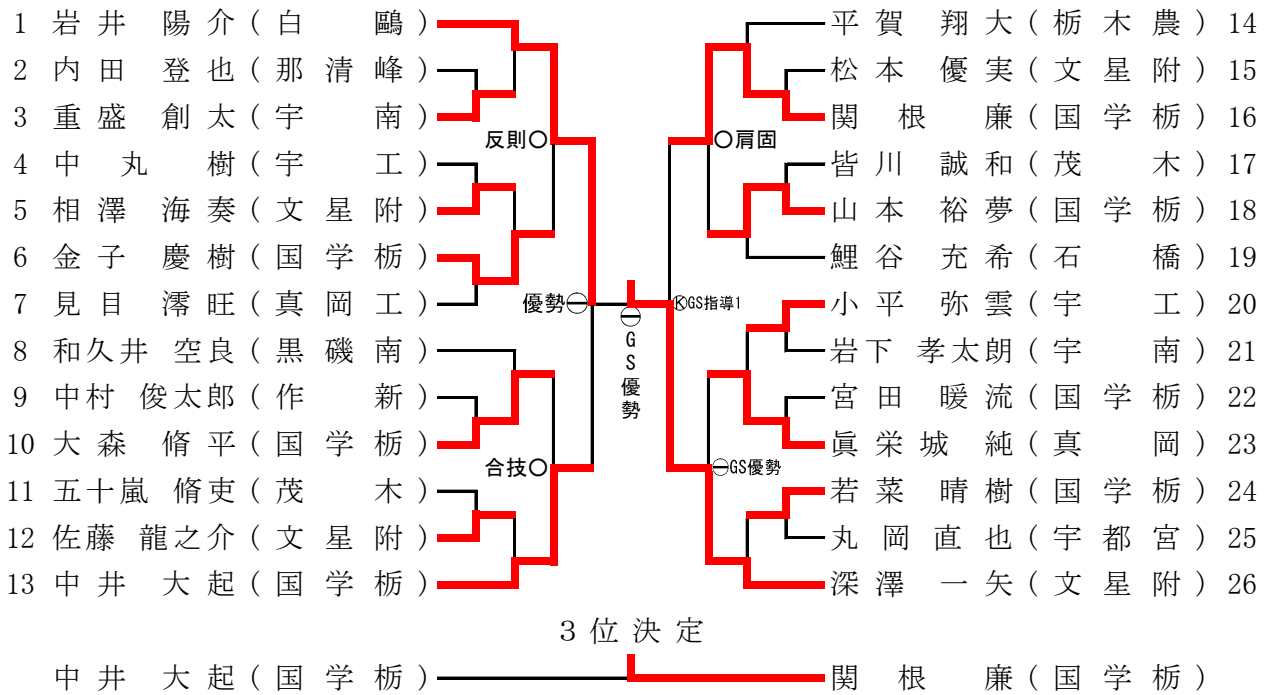 1 岩井 陽介(白 鷗)
2 内田 登也(那清峰)
3 重盛 創太(宇 南)
4 中丸 樹(宇 工)
5 相澤 海奏(文星附)
6 金子 慶樹(国学栃)
7 見目 澪旺(真岡工)
8 和久井 空良(黒磯南)
9 中村 俊太郎(作 新)
10 大森 脩平(国学栃)
11 五十嵐 脩吏(茂 木)
12 佐藤 龍之介(文星附)
13 中井 大起(国学栃)
反則○
優勢㊀
合技○
㊀GS優勢
○肩固
ⓀGS指導1
㊀GS優勢
平賀 翔大(栃木農) 14
松本 優実(文星附) 15
関根 廉(国学栃) 16
皆川 誠和(茂 木) 17
山本 裕夢(国学栃) 18
鯉谷 充希(石 橋) 19
小平 弥雲(宇 工) 20
岩下 孝太朗(宇 南) 21
宮田 暖流(国学栃) 22
眞栄城 純(真 岡) 23
若菜 晴樹(国学栃) 24
丸岡 直也(宇都宮) 25
深澤 一矢(文星附) 26
3位決定
中井 大起(国学栃)
関根 廉(国学栃)